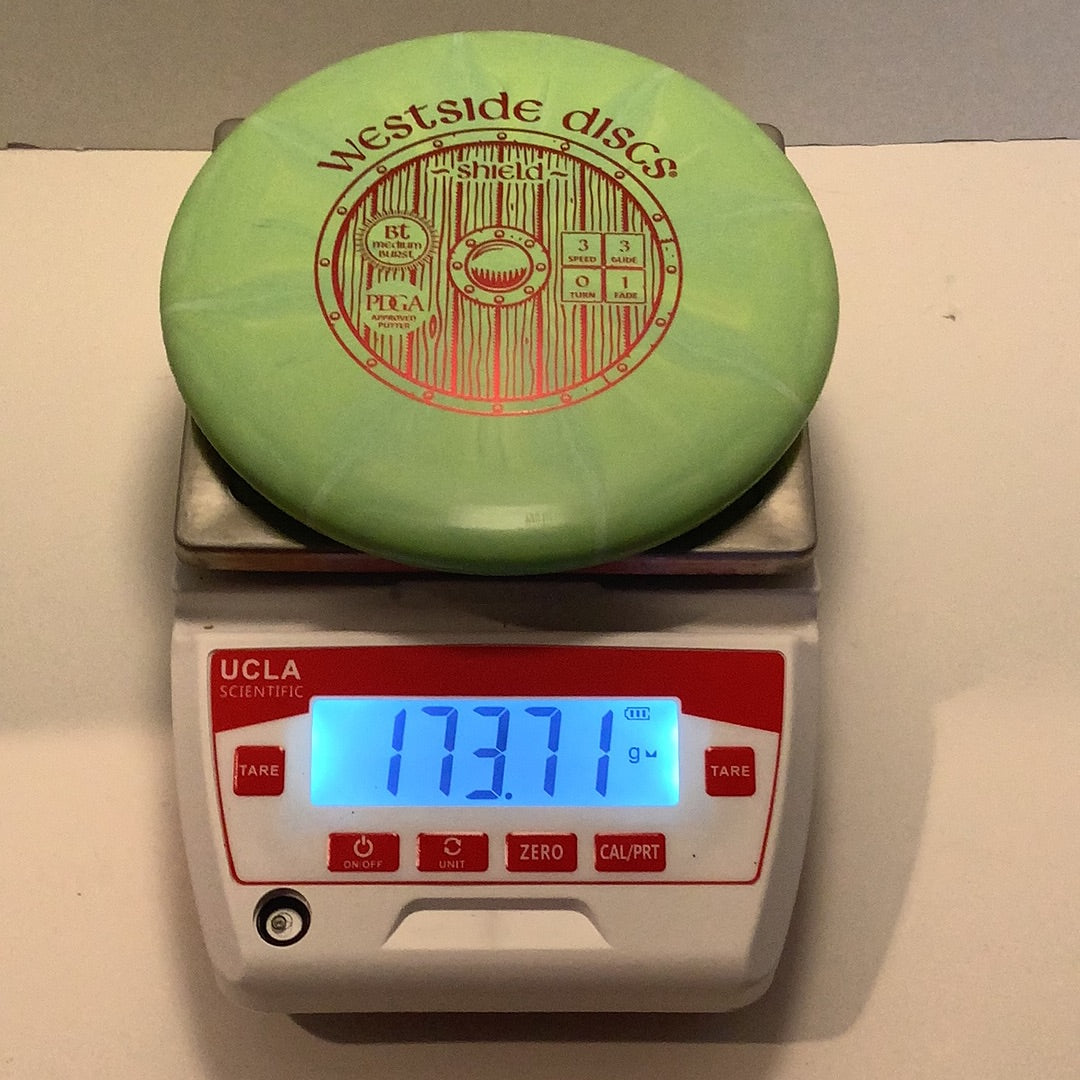 Westside discs®
~shield~
BT
medium
BURST
PDGA
APPROVED
PUTTER
3 3
SPEED GLIDE
0 1
TURN FADE
UCLA
SCIENTIFIC
173.71
g
TARE TARE
ON/OFF UNIT ZERO CAL/PRT